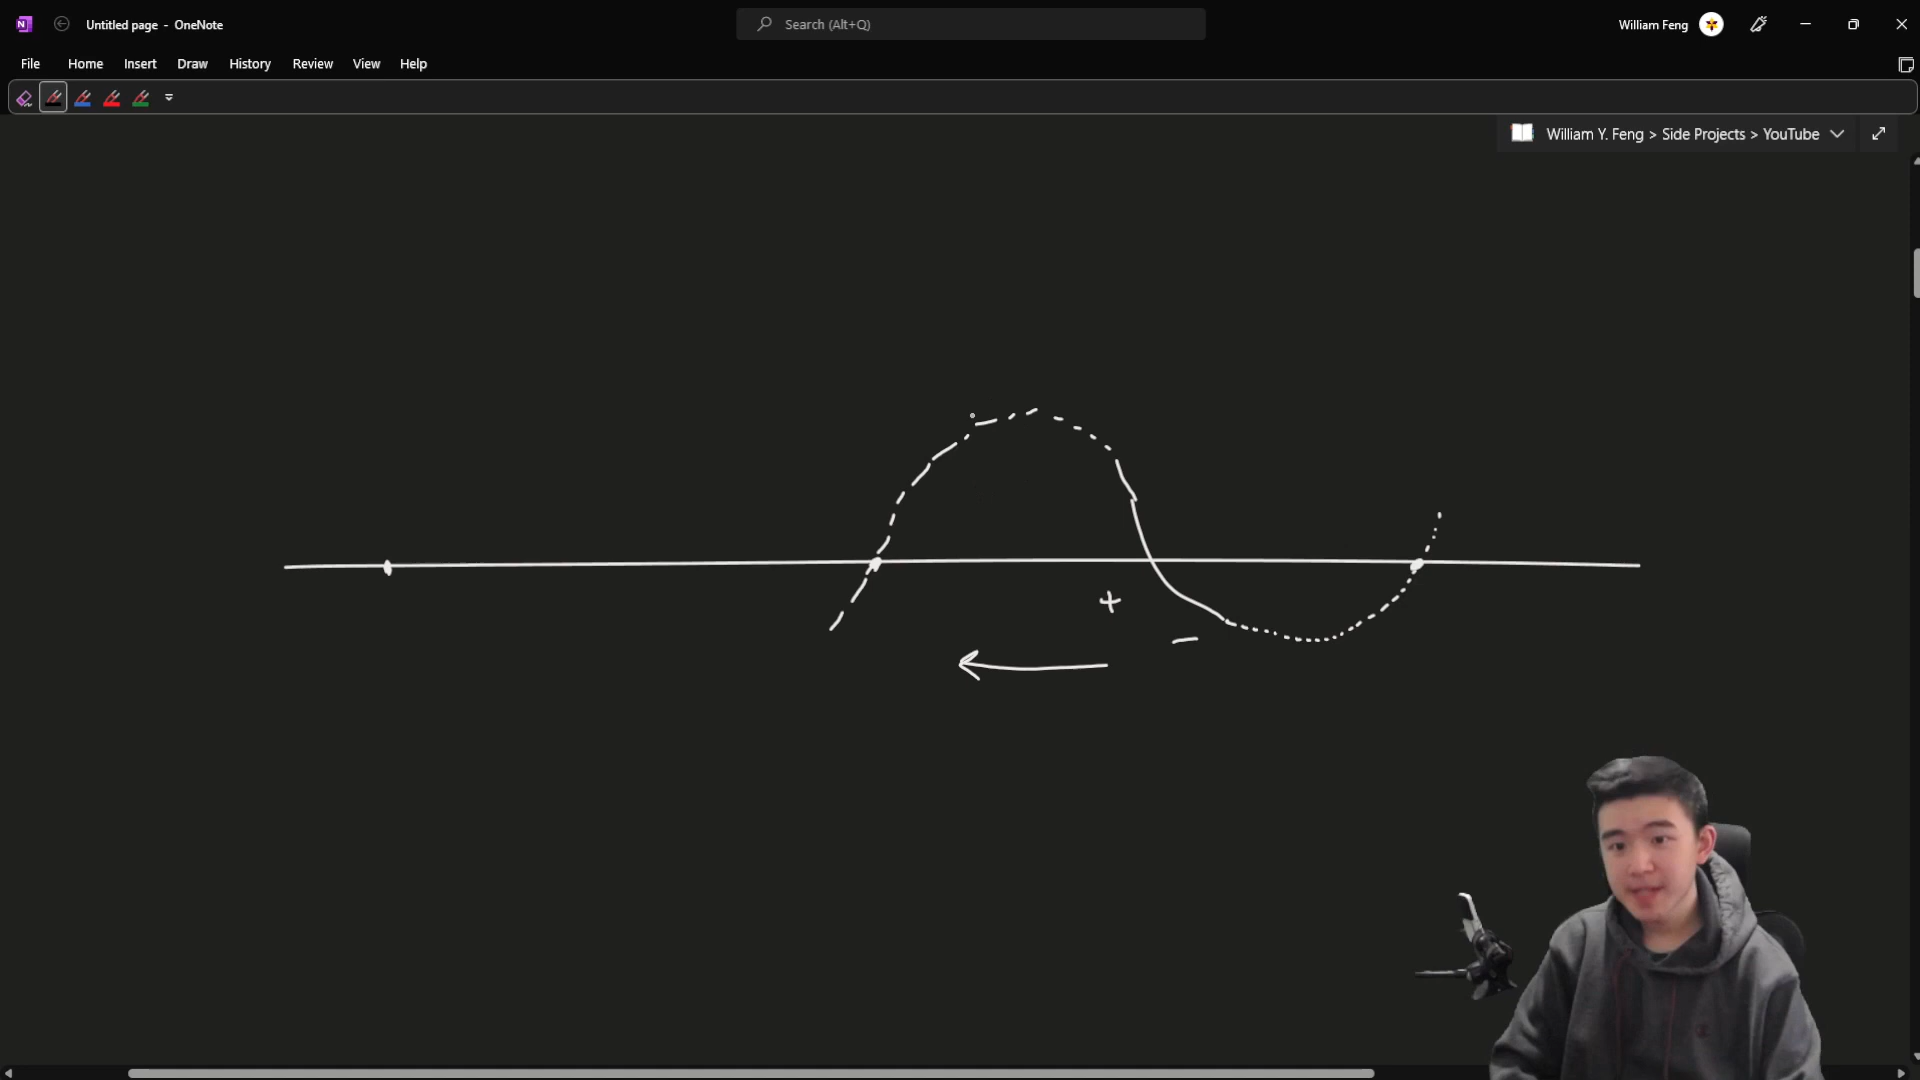 Untitled page - OneNote
Search (Alt+Q)
William Feng
File Home Insert Draw History Review View Help
William Y. Feng > Side Projects > YouTube
+
−